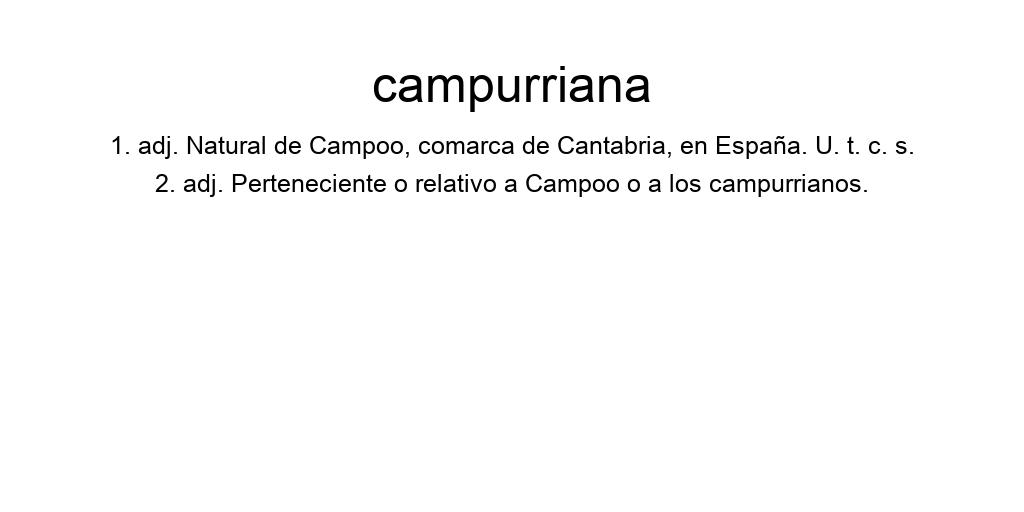 campurriana
1. adj. Natural de Campoo, comarca de Cantabria, en España. U. t. c. s.
2. adj. Perteneciente o relativo a Campoo o a los campurrianos.